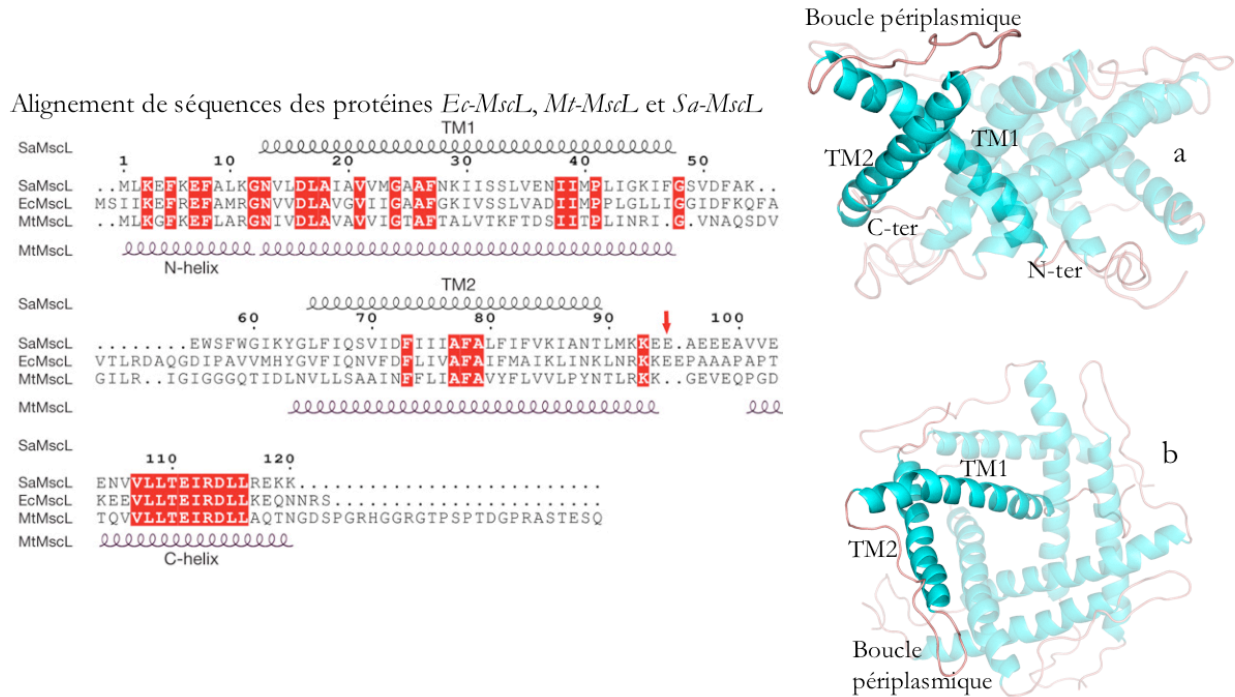 Alignement de séquences des protéines Ec-MscL, Mt-MscL et Sa-MscL
TM1
SaMscL
1 10 20 30 40 50
SaMscL ..MLKEFKEFALKGNVLDLAIAVVMGAAFNKIISSLVENIIMPLIGKIFGSVDFAK..
EcMscL MSIIKEFREFAMRGNVVDLAVGVIIGAAFGKIVSSLVADIIMPPLGLLIGGIDFKQFA
MtMscL ..MLKGFKEFLARGNIVDLAVAVVIGTAFTALVTKFTDSIITPLINRI.G.VNAQSDV
MtMscL
N-helix
TM2
SaMscL
60 70 80 90 100
SaMscL ........EWSFWGIKYGLFIQSVIDFIIIAFALFIFVKIANTLMKKEE.AEEEAVVE
EcMscL VTLRDAQGDIPAVVMHYGVFIQNVFDFLIVAFAIFMAIKLINKLNRKKEEPAAAPAPT
MtMscL GILR..IGIGGGQTIDLNVLLSAAINFFLIAFAVYFLVVLPYNTLRKK..GEVEQPGD
MtMscL
SaMscL
110 120
SaMscL ENVVLLTEIRDLLREKK..........................
EcMscL KEEVLLTEIRDLLKEQNNRS.......................
MtMscL TQVVLLTEIRDLLAQTNGDSPGRHGGRGTPSPTDGPRASTESQ
MtMscL
C-helix
Boucle périplasmique
TM1
TM2
a
C-ter
N-ter
b
TM1
TM2
Boucle
périplasmique